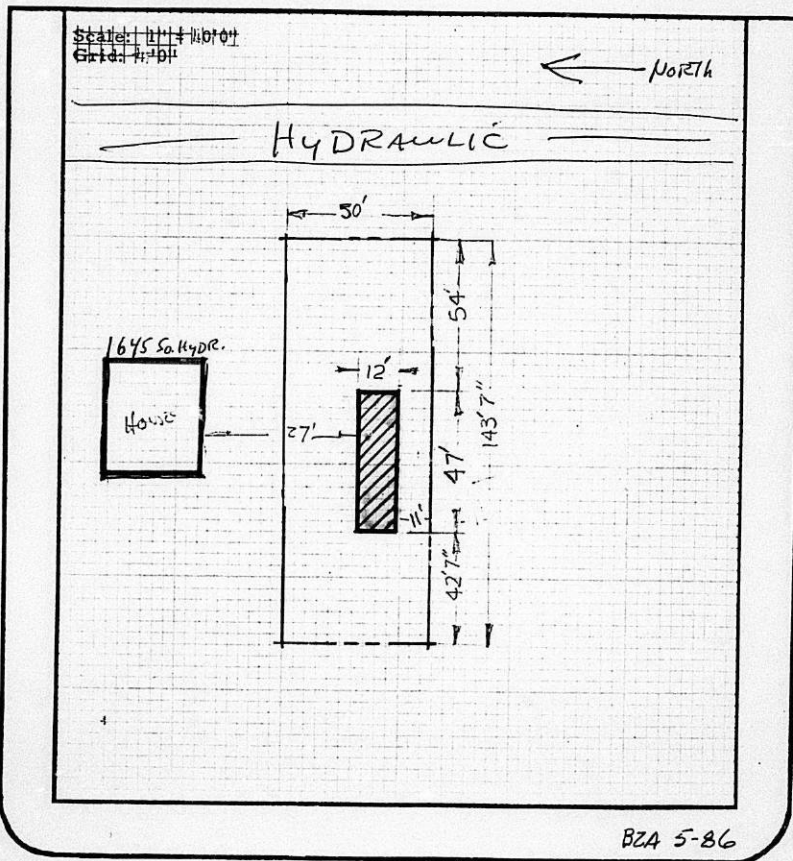 Scale: 1" = 40'0"
Grid: 4'0"
NORTH
HYDRAULIC
50'
54'
1645 So. HYDR.
12'
143'7"
House
27'
47'
11'
42'7"
BZA 5-86